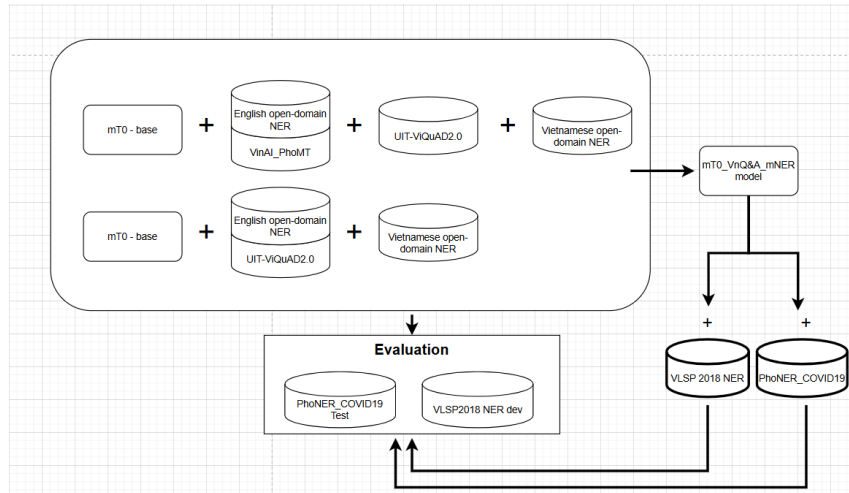 mT0 - base
+
English open-domain
NER
VinAI_PhoMT
+
UIT-ViQuAD2.0
+
Vietnamese open-
domain NER
mT0 - base
+
English open-domain
NER
UIT-ViQuAD2.0
+
Vietnamese open-
domain NER
mT0_VnQ&A_mNER
model
+
+
VLSP 2018 NER
PhoNER_COVID19
Evaluation
PhoNER_COVID19
Test
VLSP2018 NER dev